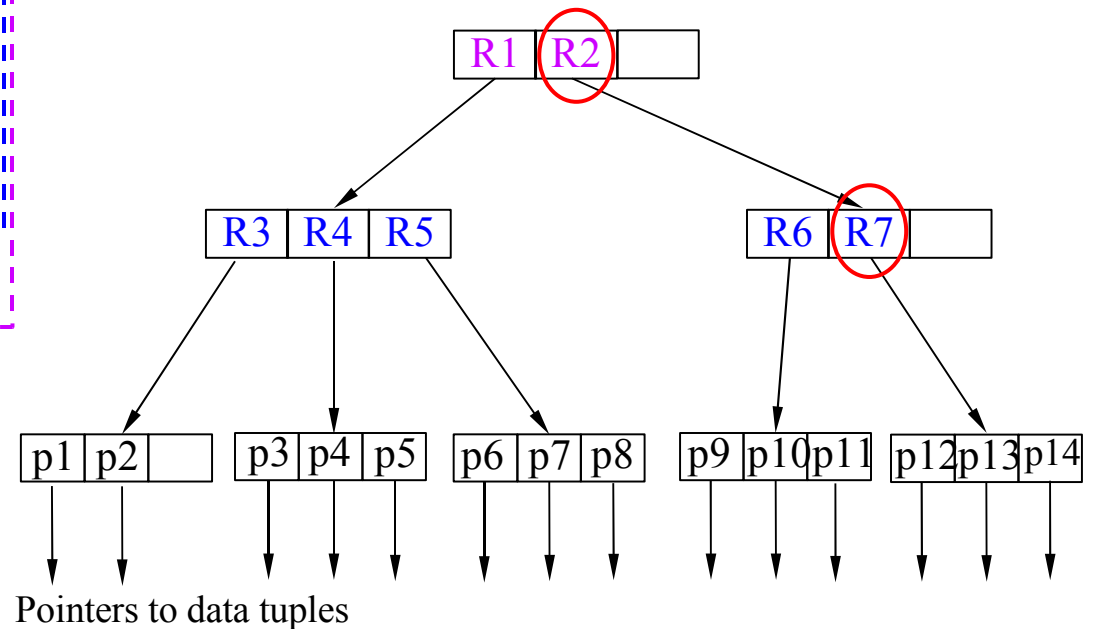 R1 R2
R3 R4 R5 R6 R7
p1 p2 p3 p4 p5 p6 p7 p8 p9 p10 p11 p12 p13 p14
Pointers to data tuples